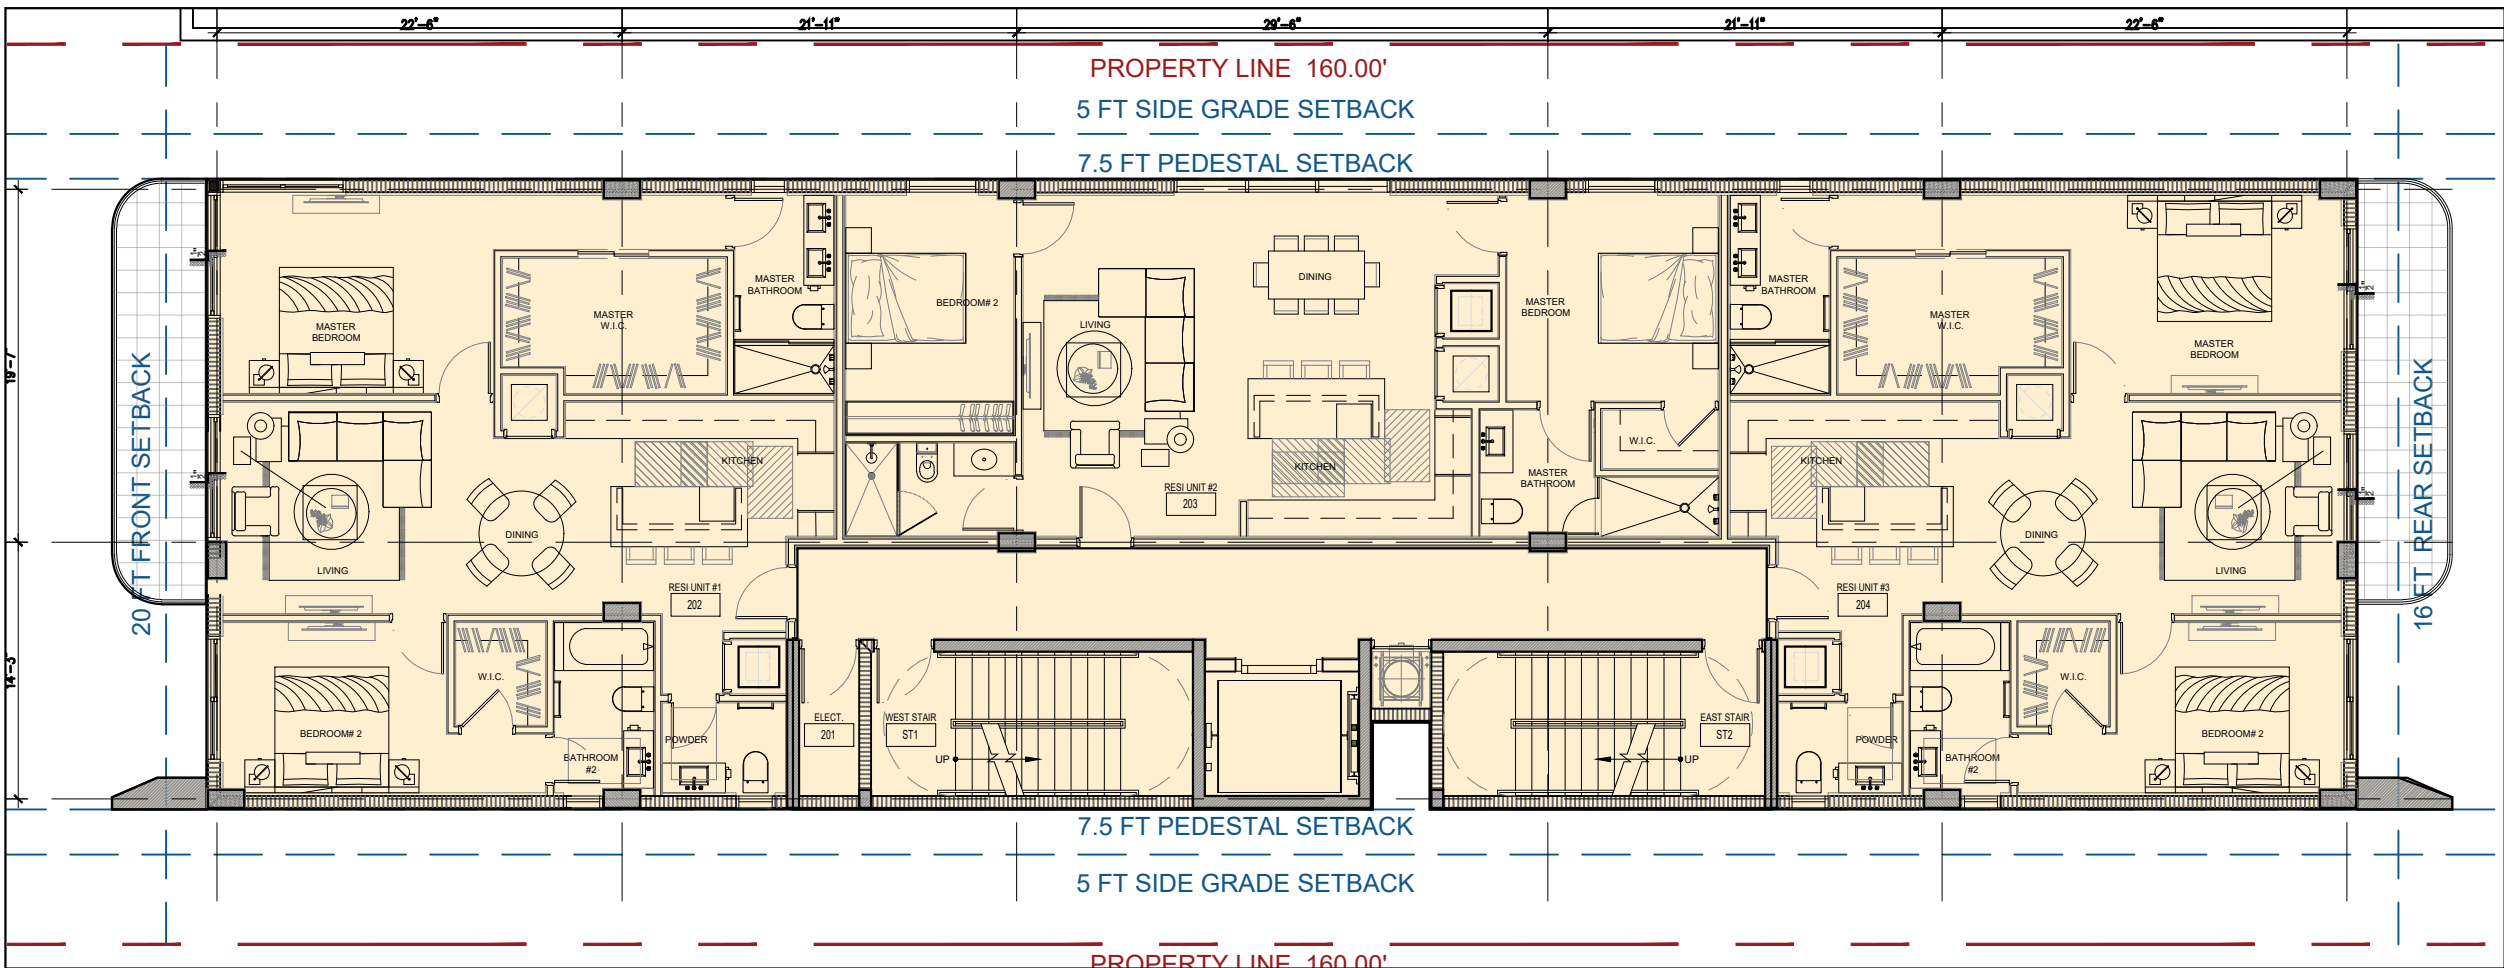 22'-6"
21'-11"
29'-6"
21'-11"
22'-6"
PROPERTY LINE 160.00'
5 FT SIDE GRADE SETBACK
7.5 FT PEDESTAL SETBACK
19'-7"
14'-3"
20 FT FRONT SETBACK
16 FT REAR SETBACK
MASTER
BEDROOM
MASTER
W.I.C.
MASTER
BATHROOM
BEDROOM# 2
LIVING
DINING
MASTER
BEDROOM
MASTER
BATHROOM
MASTER
W.I.C.
MASTER
BEDROOM
KITCHEN
KITCHEN
W.I.C.
MASTER
BATHROOM
KITCHEN
RESI UNIT #2
203
DINING
DINING
LIVING
LIVING
RESI UNIT #1
202
RESI UNIT #3
204
W.I.C.
W.I.C.
BEDROOM# 2
BATHROOM
#2
POWDER
ELECT.
201
WEST STAIR
ST1
UP
EAST STAIR
ST2
UP
POWDER
BATHROOM
#2
BEDROOM# 2
7.5 FT PEDESTAL SETBACK
5 FT SIDE GRADE SETBACK
PROPERTY LINE 160.00'